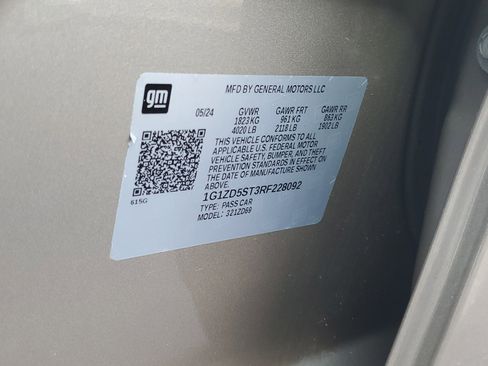 gm
MFD BY GENERAL MOTORS LLC
05/24 GVWR GAWR FRT GAWR RR
1823 KG 961 KG 863 KG
4020 LB 2118 LB 1902 LB
THIS VEHICLE CONFORMS TO ALL
APPLICABLE U.S. FEDERAL MOTOR
VEHICLE SAFETY, BUMPER, AND THEFT
PREVENTION STANDARDS IN EFFECT ON
THE DATE OF MANUFACTURE SHOWN
ABOVE.
1G1ZD5ST3RF228092
TYPE: PASS CAR
MODEL: 321ZD69
615G